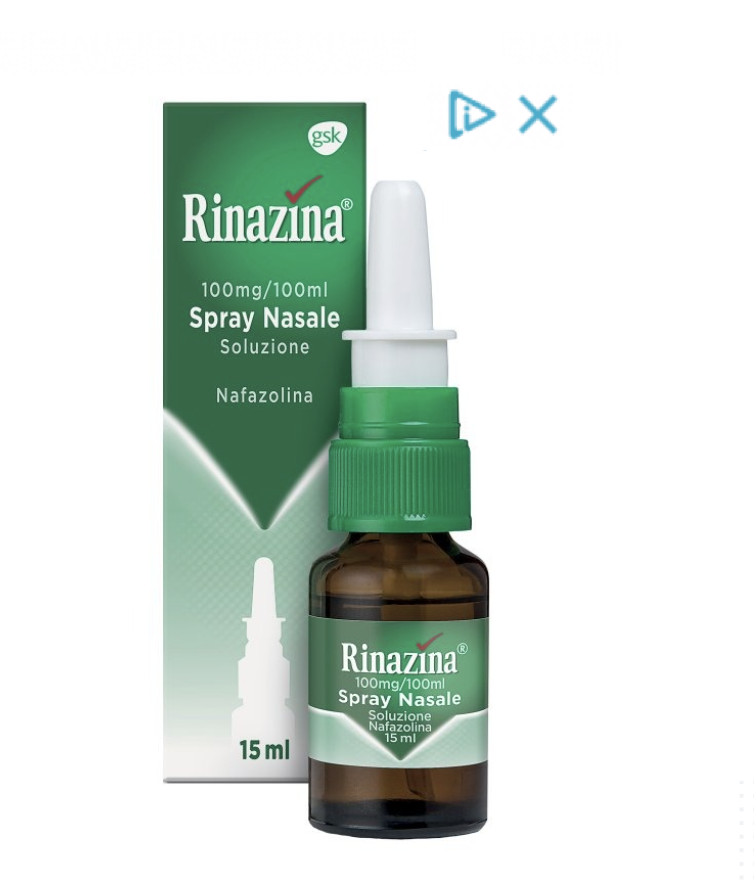 gsk
Rinazina®
100mg/100ml
Spray Nasale
Soluzione
Nafazolina
15 ml
Rinazina®
100mg/100ml
Spray Nasale
Soluzione
Nafazolina
15 ml